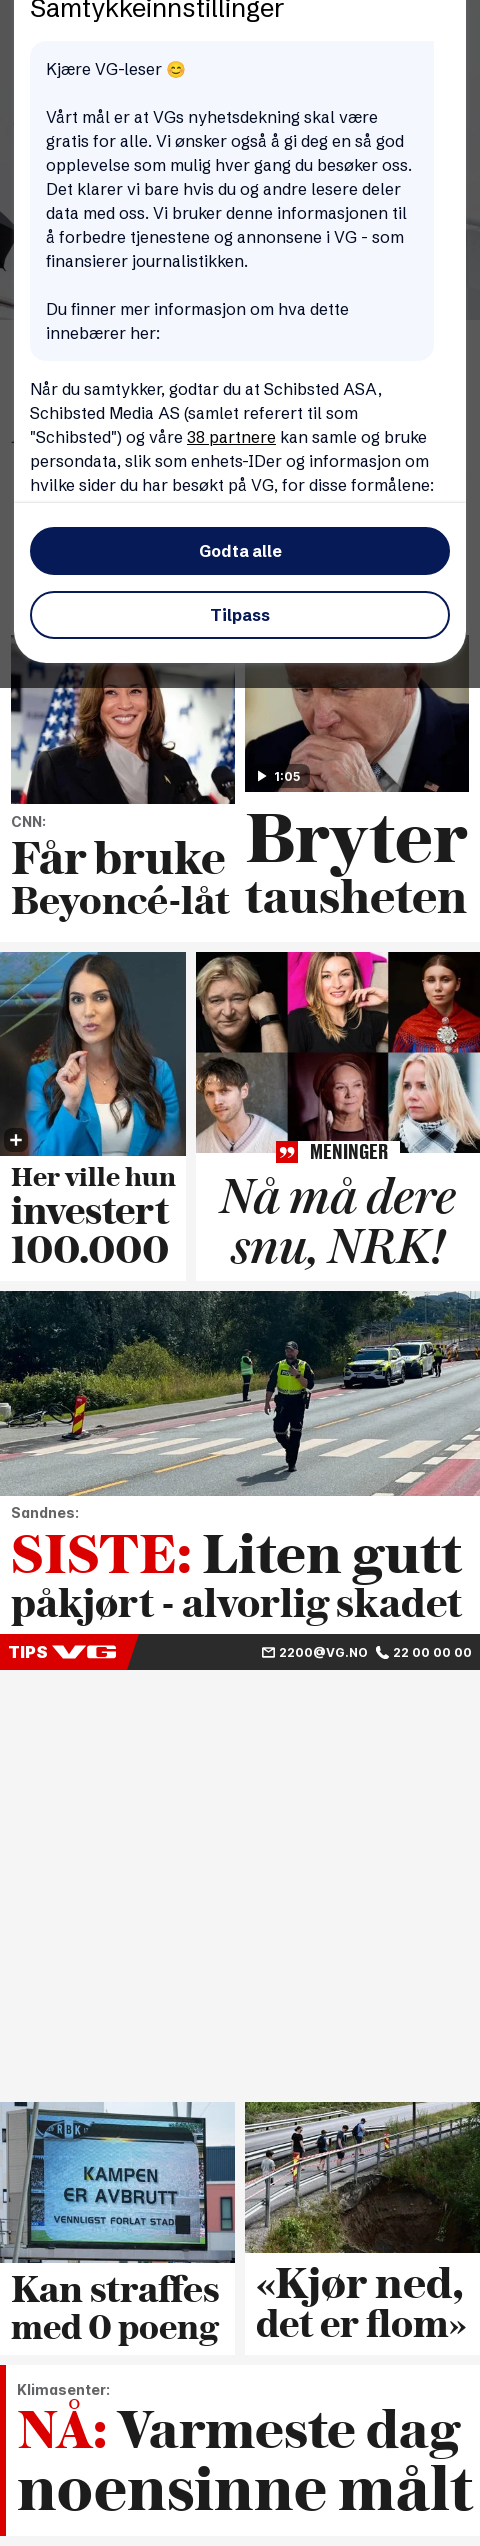 Samtykkeinnstillinger
Kjære VG-leser 😊
Vårt mål er at VGs nyhetsdekning skal være
gratis for alle. Vi ønsker også å gi deg en så god
opplevelse som mulig hver gang du besøker oss.
Det klarer vi bare hvis du og andre lesere deler
data med oss. Vi bruker denne informasjonen til
å forbedre tjenestene og annonsene i VG - som
finansierer journalistikken.
Du finner mer informasjon om hva dette
innebærer her:
Når du samtykker, godtar du at Schibsted ASA,
Schibsted Media AS (samlet referert til som
"Schibsted") og våre 38 partnere kan samle og bruke
persondata, slik som enhets-IDer og informasjon om
hvilke sider du har besøkt på VG, for disse formålene:
Godta alle
Tilpass
1:05
CNN:
Får bruke
Beyoncé-låt
Bryter
tausheten
Her ville hun
investert
100.000
MENINGER
Nå må dere
snu, NRK!
Sandnes:
SISTE: Liten gutt
påkjørt - alvorlig skadet
TIPS VG
2200@VG.NO 22 00 00 00
RBK
KAMPEN
ER AVBRUTT
VENNLIGST FORLAT STAD
Kan straffes
med 0 poeng
«Kjør ned,
det er flom»
Klimasenter:
NÅ: Varmeste dag
noensinne målt